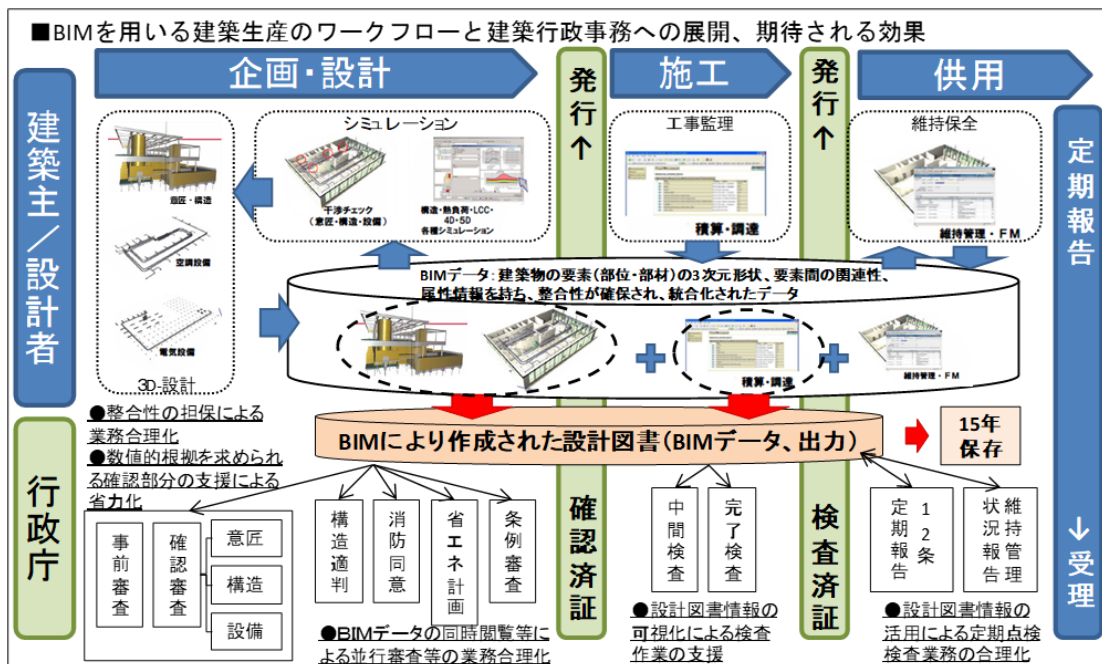 ■BIMを用いる建築生産のワークフローと建築行政事務への展開、期待される効果
企画・設計
発行↑
施工
発行↑
供用
建築主／設計者
定期報告
↓受理
行政庁
意匠・構造
空調設備
電気設備
3D-設計
シミュレーション
干渉チェック
(意匠・構造・設備)
構造・熱負荷・LCC・
4D・5D
各種シミュレーション
工事監理
積算・調達
維持保全
維持管理・FM
BIMデータ：建築物の要素(部位・部材)の3次元形状、要素間の関連性、
尾性情報を持ち、整合性が確保され、統合化されたデータ
積算・調達
維持管理・FM
BIMにより作成された設計図書(BIMデータ、出力)
15年
保存
●整合性の担保による
業務合理化
●数値的根拠を求められ
る確認部分の支援による
省力化
事前審査
確認審査
意匠
構造
設備
構造適判
消防同意
省エネ計画
条例審査
●BIMデータの同時閲覧等に
よる並行審査等の業務合理化
確認済証
中間検査
完了検査
●設計図書情報の
可視化による検査
作業の支援
検査済証
12条
定期報告
維持管理
状況報告
●設計図書情報の
活用による定期点検
検査業務の合理化